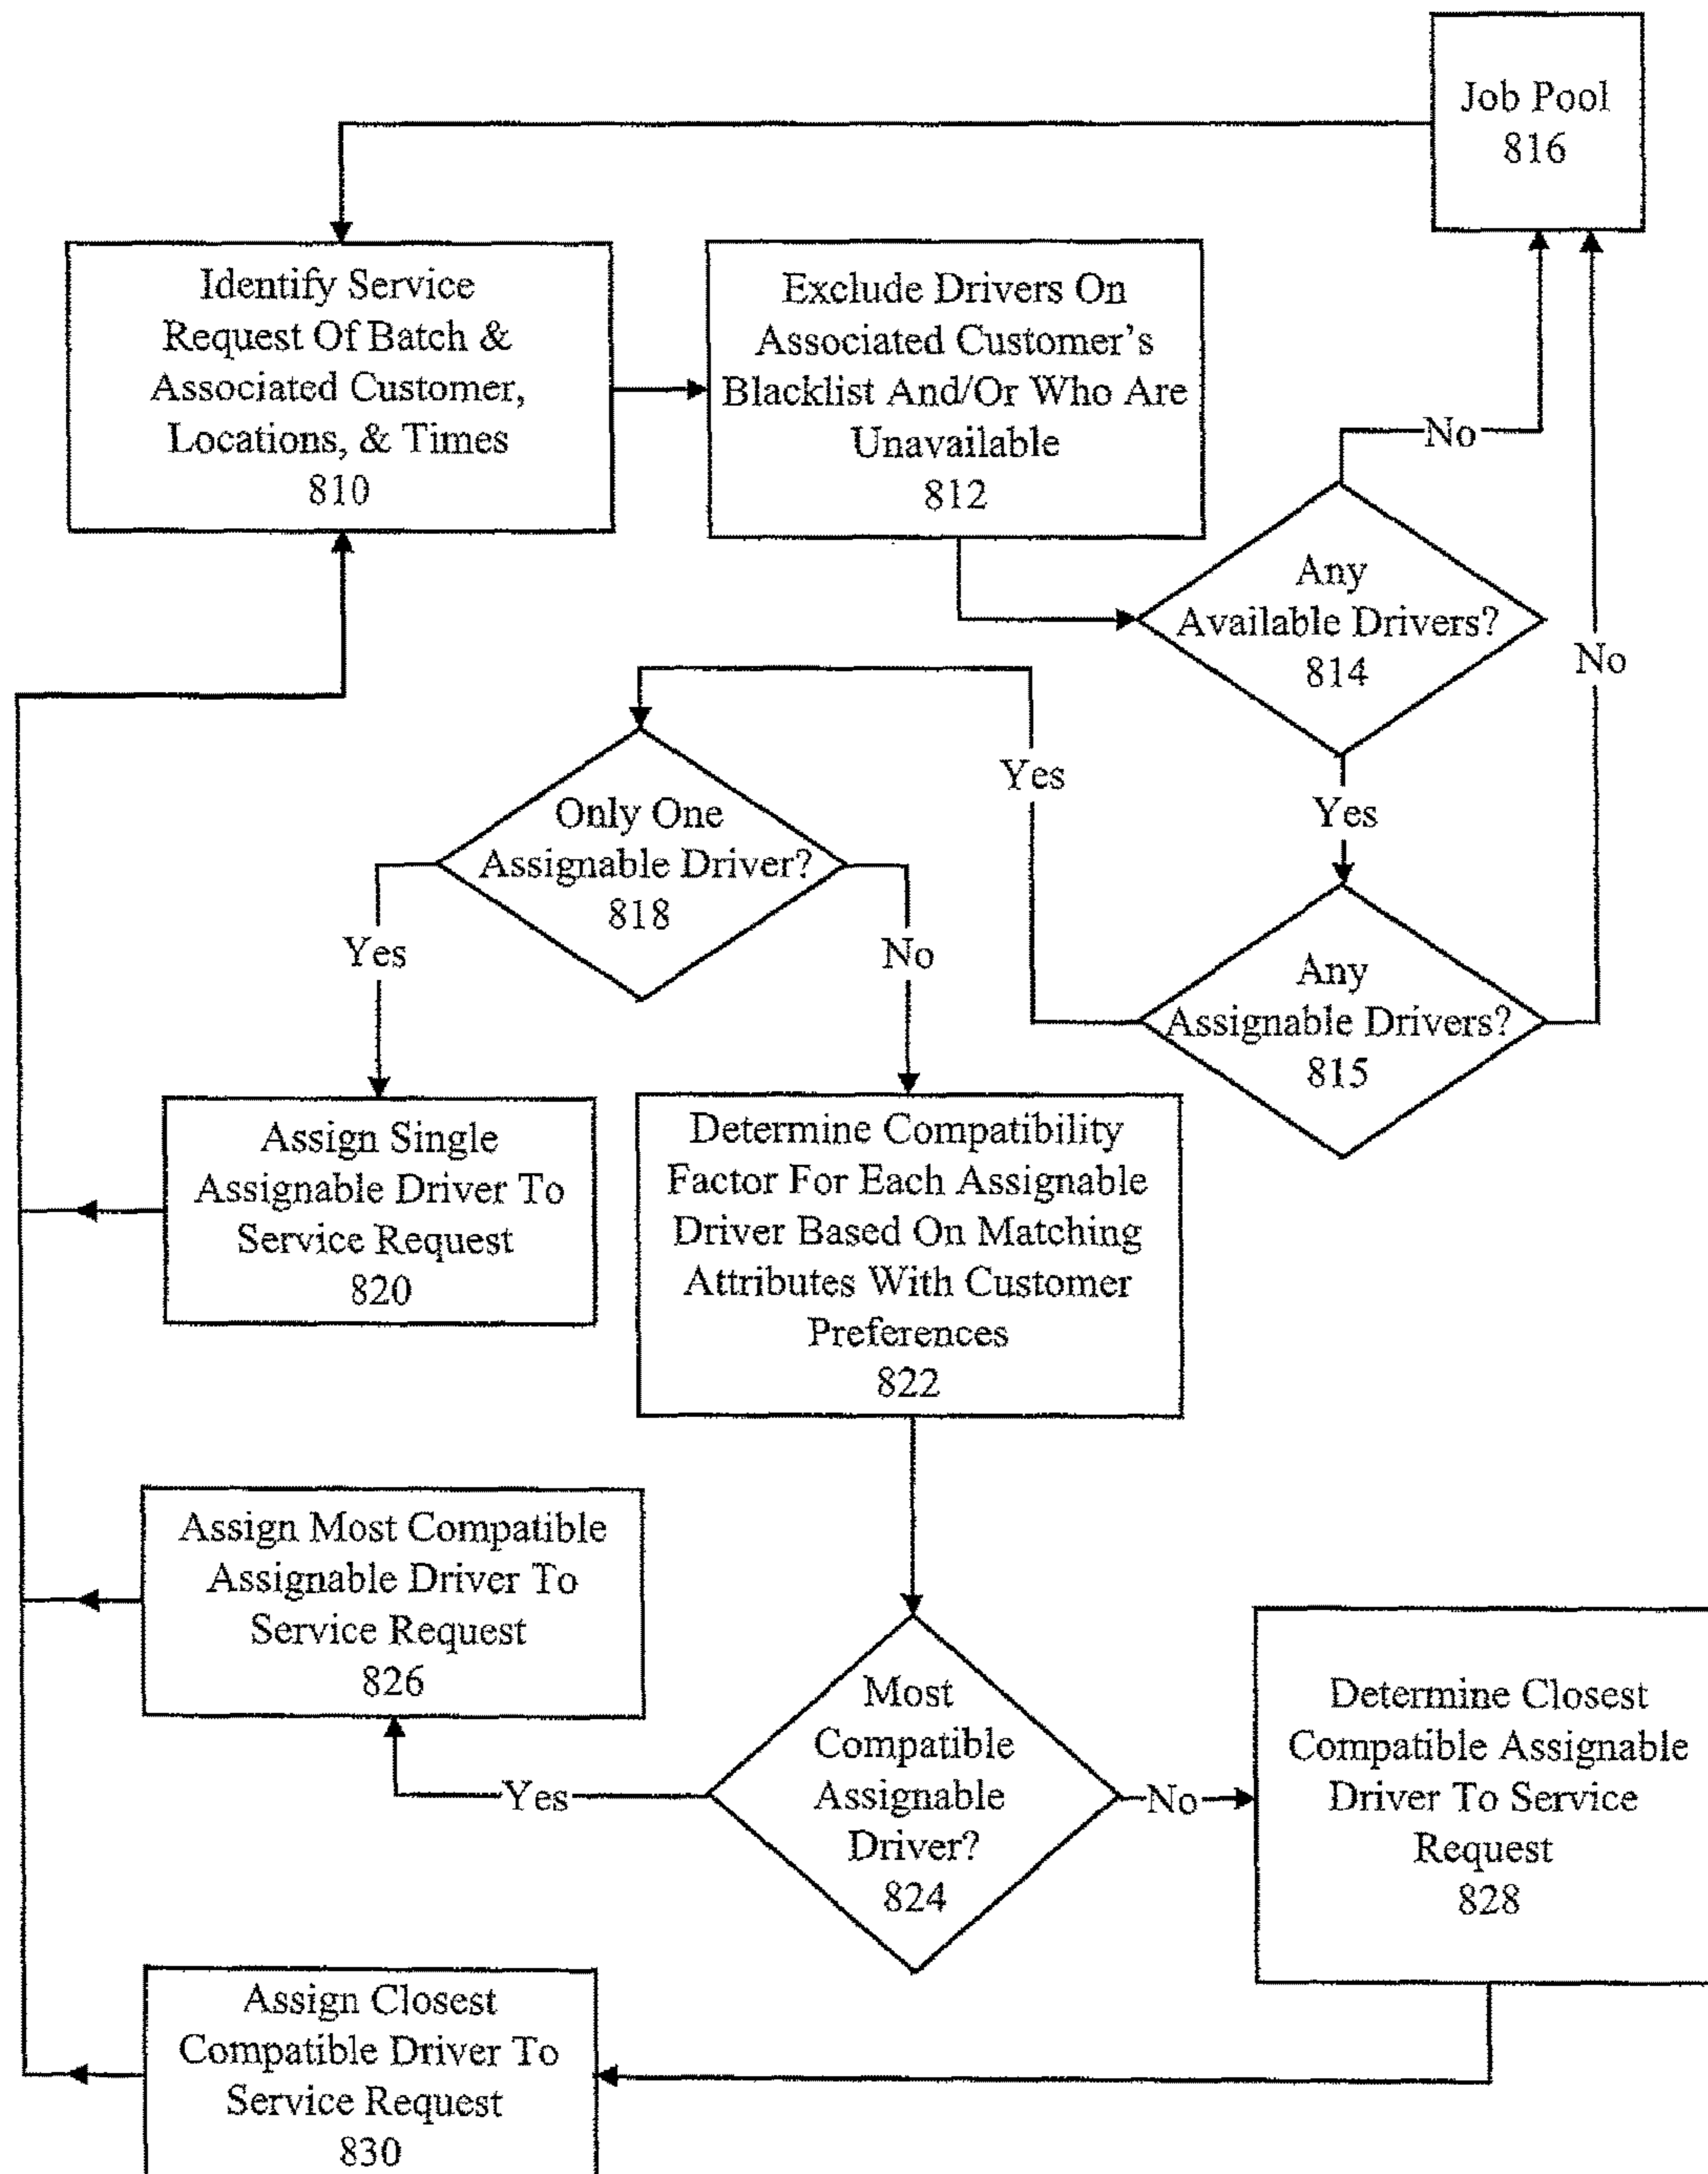 Job Pool
816
Identify Service
Request Of Batch &
Associated Customer,
Locations, & Times
810
Exclude Drivers On
Associated Customer's
Blacklist And/Or Who Are
Unavailable
812
No
Any
Available Drivers?
814
No
Yes
Yes
Only One
Assignable Driver?
818
Yes
No
Any
Assignable Drivers?
815
Assign Single
Assignable Driver To
Service Request
820
Determine Compatibility
Factor For Each Assignable
Driver Based On Matching
Attributes With Customer
Preferences
822
Assign Most Compatible
Assignable Driver To
Service Request
826
Most
Compatible
Assignable
Driver?
824
Yes
No
Determine Closest
Compatible Assignable
Driver To Service
Request
828
Assign Closest
Compatible Driver To
Service Request
830